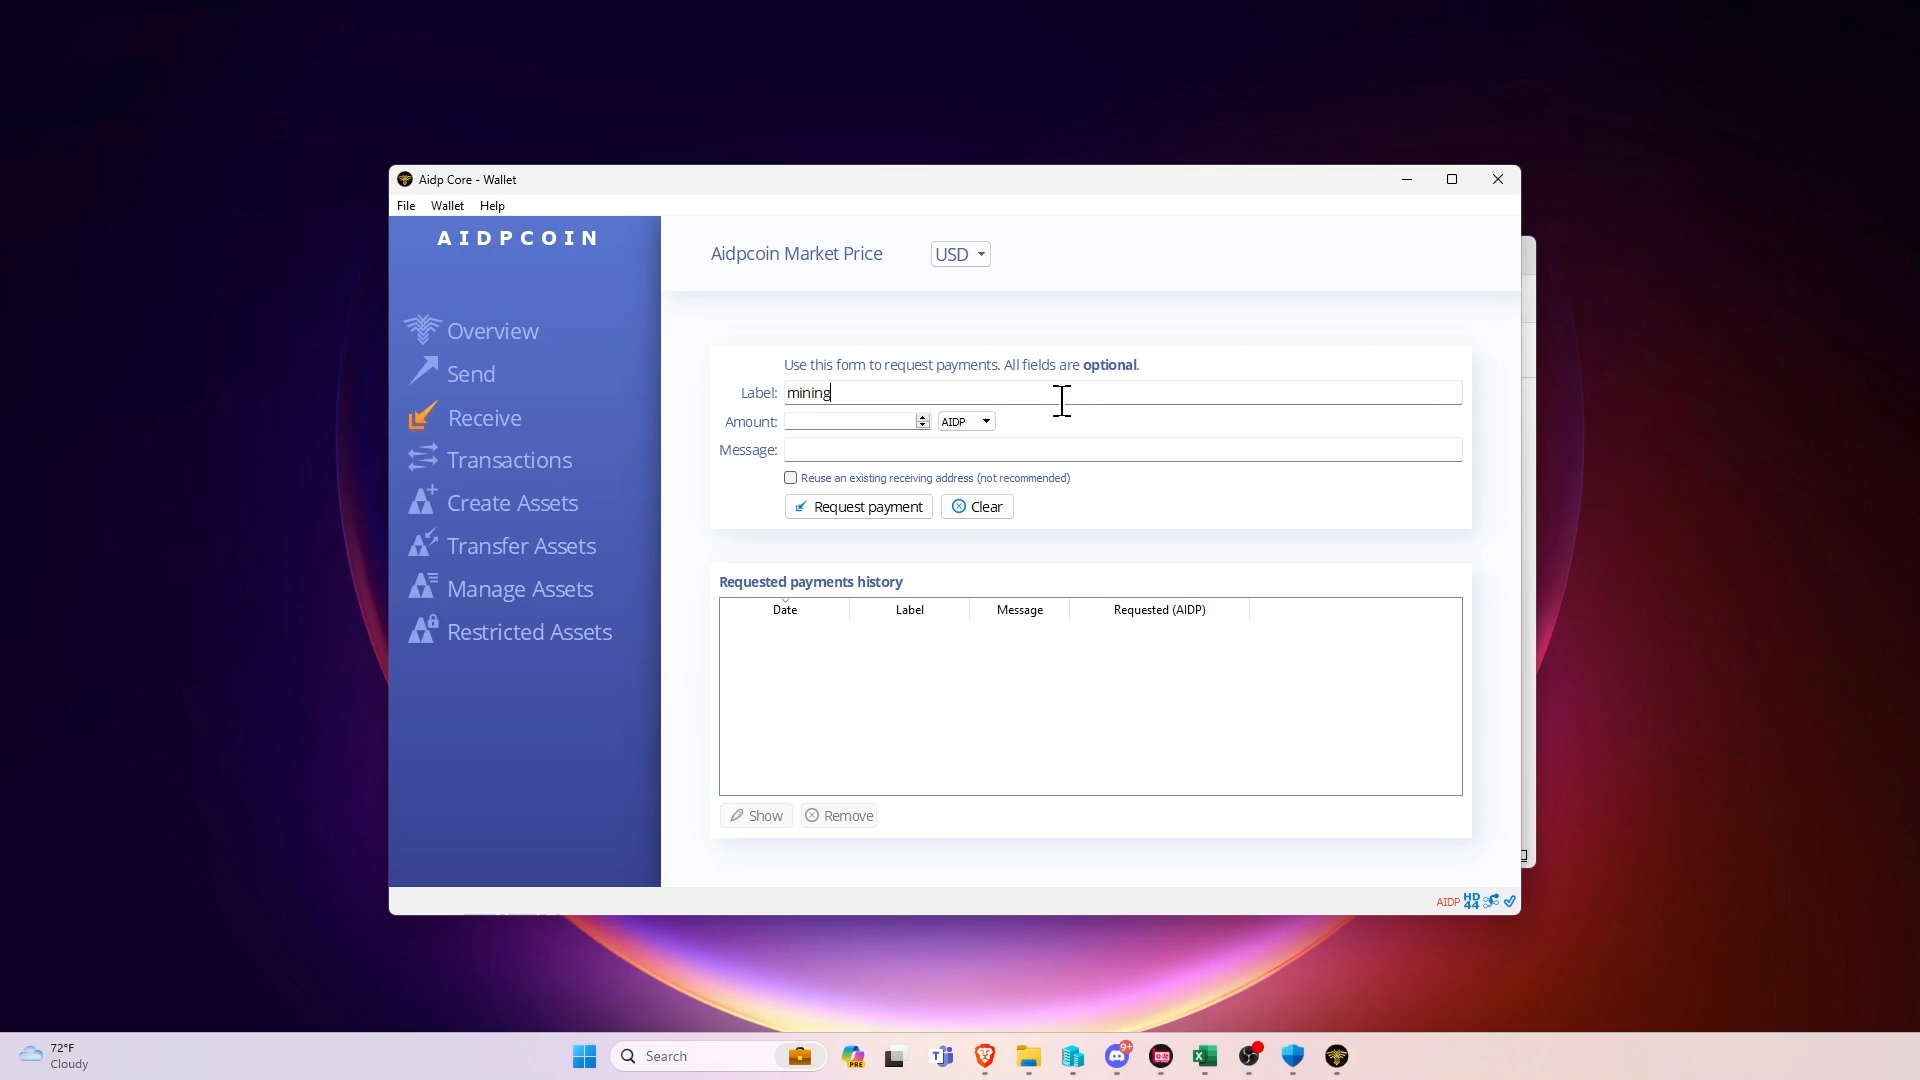 Aidp Core - Wallet
File Wallet Help
AIDPCOIN
Overview
Send
Receive
Transactions
Create Assets
Transfer Assets
Manage Assets
Restricted Assets
Aidpcoin Market Price USD
Use this form to request payments. All fields are optional.
Label: mining
Amount: AIDP
Message:
Reuse an existing receiving address (not recommended)
Request payment Clear
Requested payments history
Date Label Message Requested (AIDP)
Show Remove
AIDP HD 44
72°F
Cloudy
Search
PRE
9+